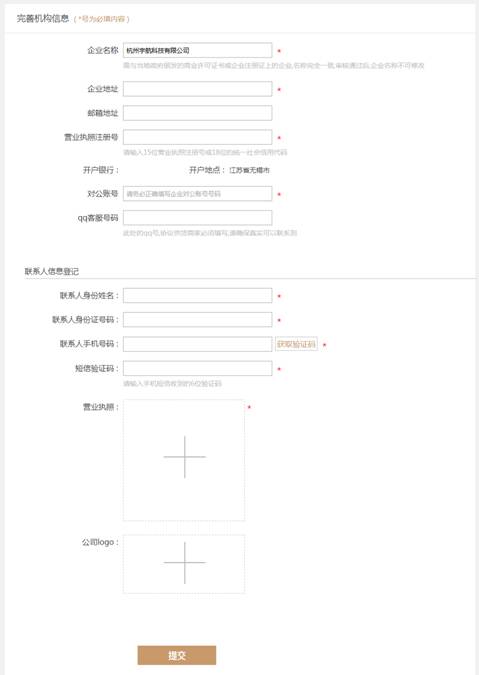 完善机构信息 ( *号为必填内容 )
企业名称 杭州宇航科技有限公司 *
需与当地政府颁发的商业许可证书或企业注册证上的企业名称完全一致,审核通过后,企业名称不可修改
企业地址 *
邮箱地址
营业执照注册号 *
请输入15位营业执照注册号或18位的统一社会信用代码
开户银行： 开户地点：江苏省无锡市
对公账号 请务必正确填写企业对公账号号码 *
qq客服号码
此处的qq号,协议供货商家必须填写,请确保真实可以联系到
联系人信息登记
联系人身份姓名： *
联系人身份证号码： *
联系人手机号码： 获取验证码 *
短信验证码： *
请输入手机短信收到的6位验证码
营业执照： *
公司logo：
提交